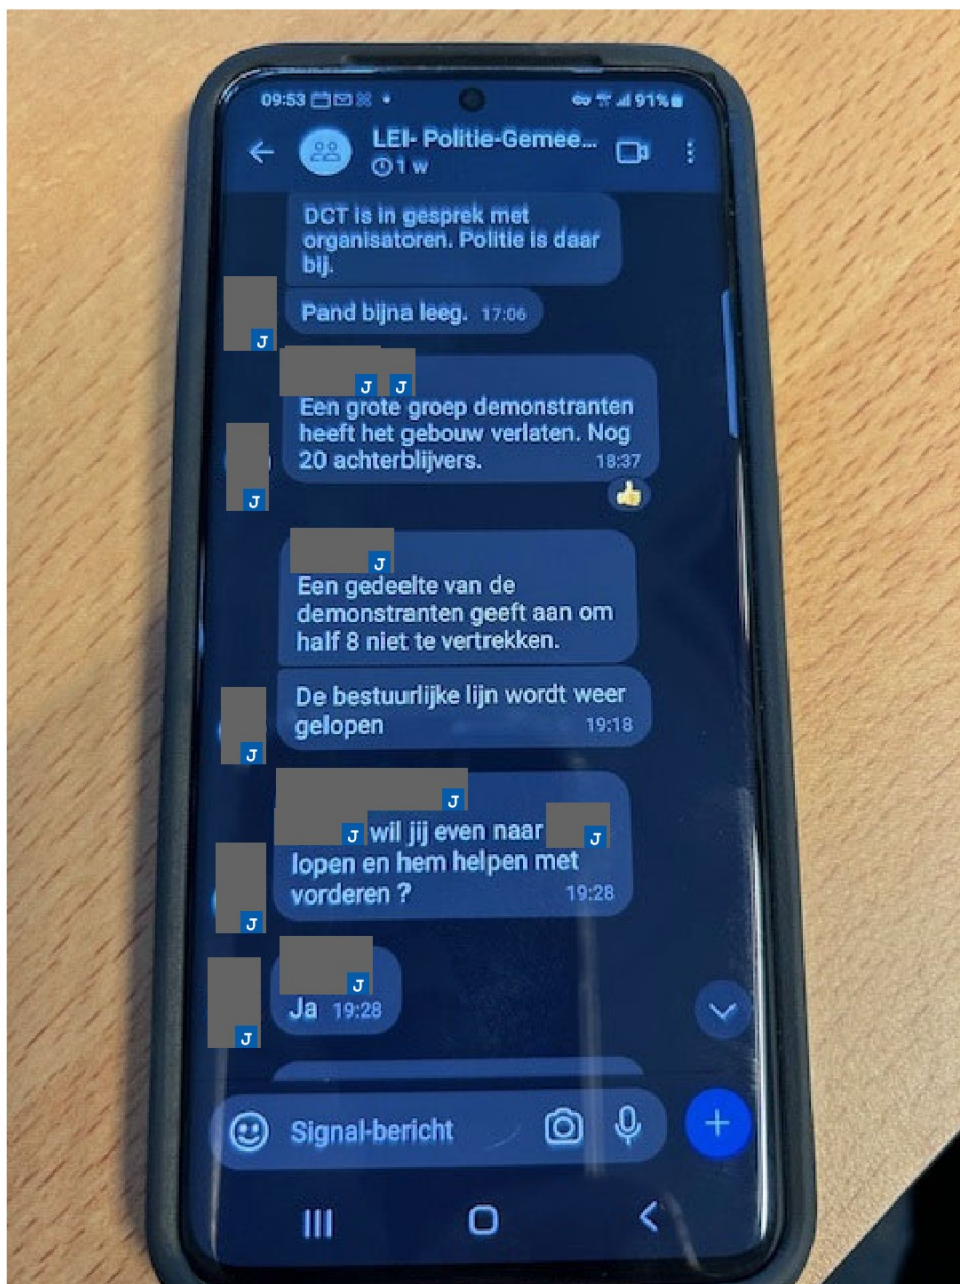 09:53
91%
LEI- Politie-Gemee...
1 w
DCT is in gesprek met
organisatoren. Politie is daar
bij.
Pand bijna leeg. 17:06
J
J J
Een grote groep demonstranten
heeft het gebouw verlaten. Nog
20 achterblijvers. 18:37
J
J
Een gedeelte van de
demonstranten geeft aan om
half 8 niet te vertrekken.
De bestuurlijke lijn wordt weer
gelopen 19:18
J
J
J wil jij even naar J
lopen en hem helpen met
vorderen ? 19:28
J
J
Ja 19:28
J
Signal-bericht